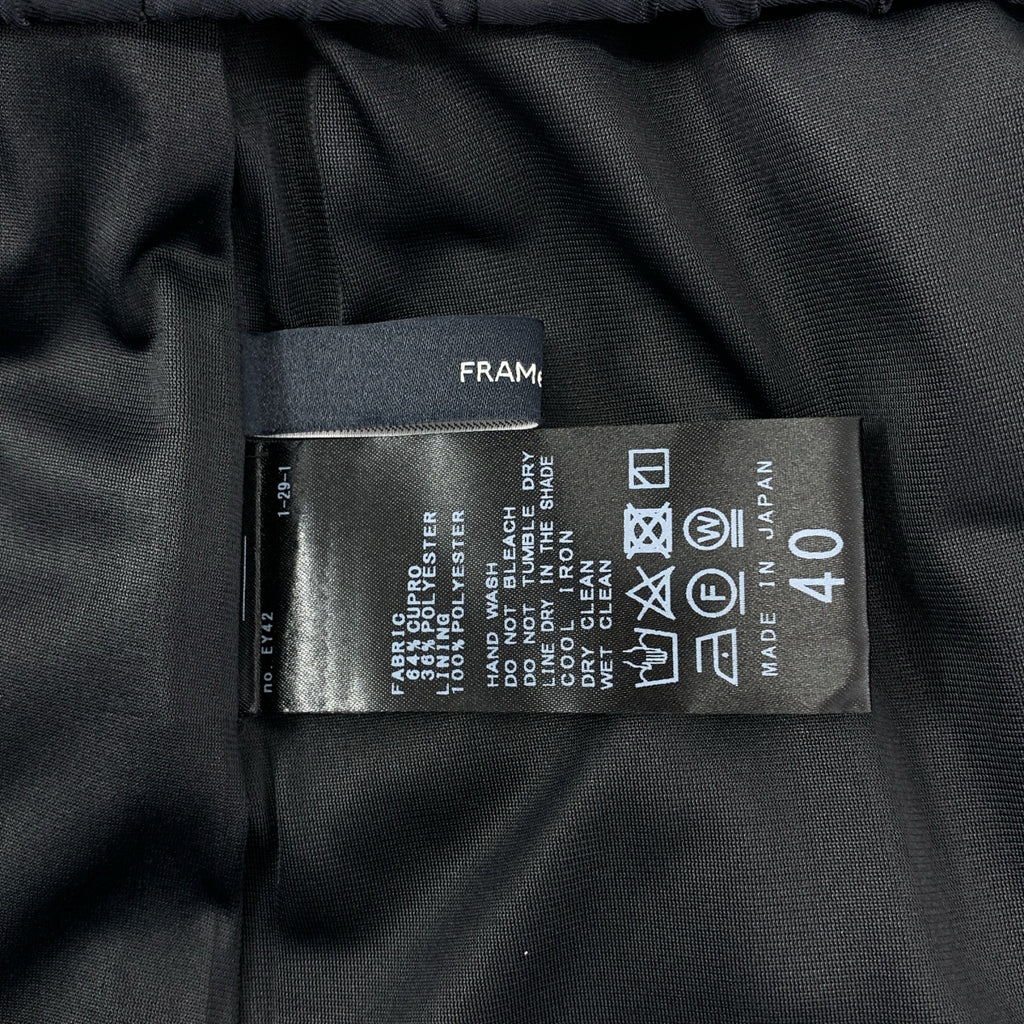 FRAMe
no. EY42 1-29-1
FABRIC
64% CUPRO
36% POLYESTER
LINING
100% POLYESTER
HAND WASH
DO NOT BLEACH
DO NOT TUMBLE DRY
LINE DRY IN THE SHADE
COOL IRON
DRY CLEAN
WET CLEAN
F W
MADE IN JAPAN
40